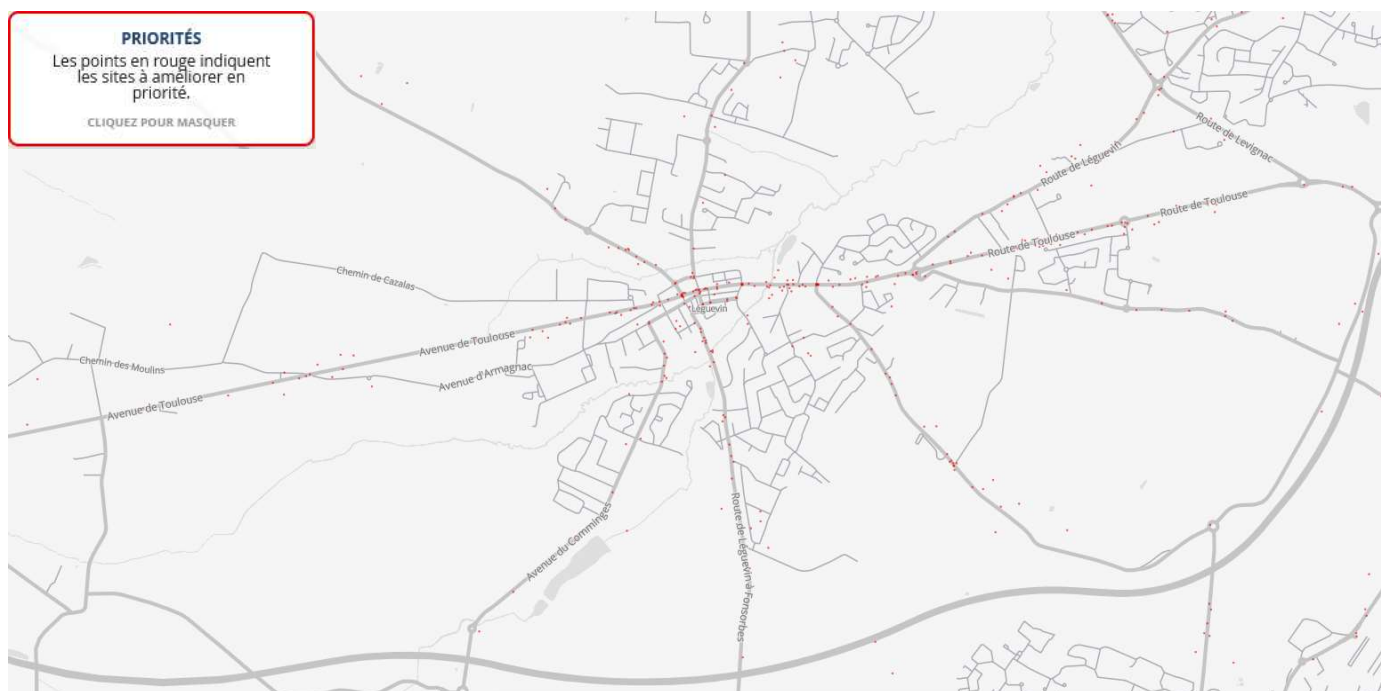 PRIORITÉS
Les points en rouge indiquent
les sites à améliorer en
priorité.
CLIQUEZ POUR MASQUER
Route de Levignac
Route de Léguevin
Route de Toulouse
Route de Toulouse
Chemin de Cazalas
Léguevin
Avenue de Toulouse
Chemin des Moulins
Avenue d'Armagnac
Avenue de Toulouse
Route de Léguevin à Fonsorbes
Avenue du Comminges